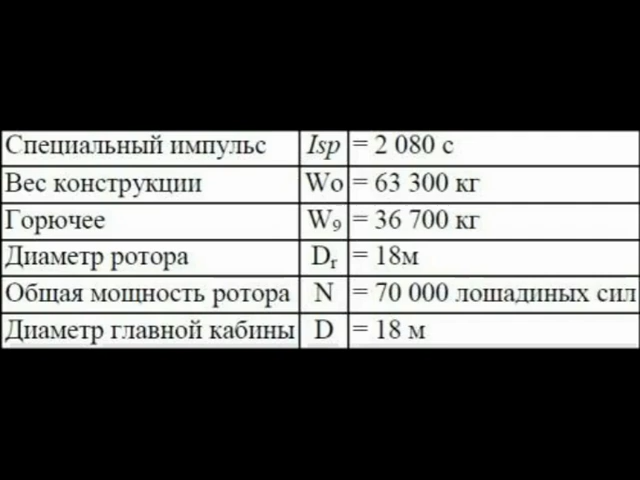 Специальный импульс Isp = 2 080 с
Вес конструкции Wo = 63 300 кг
Горючее W₉ = 36 700 кг
Диаметр ротора Dᵣ = 18м
Общая мощность ротора N = 70 000 лошадиных сил
Диаметр главной кабины D = 18 м